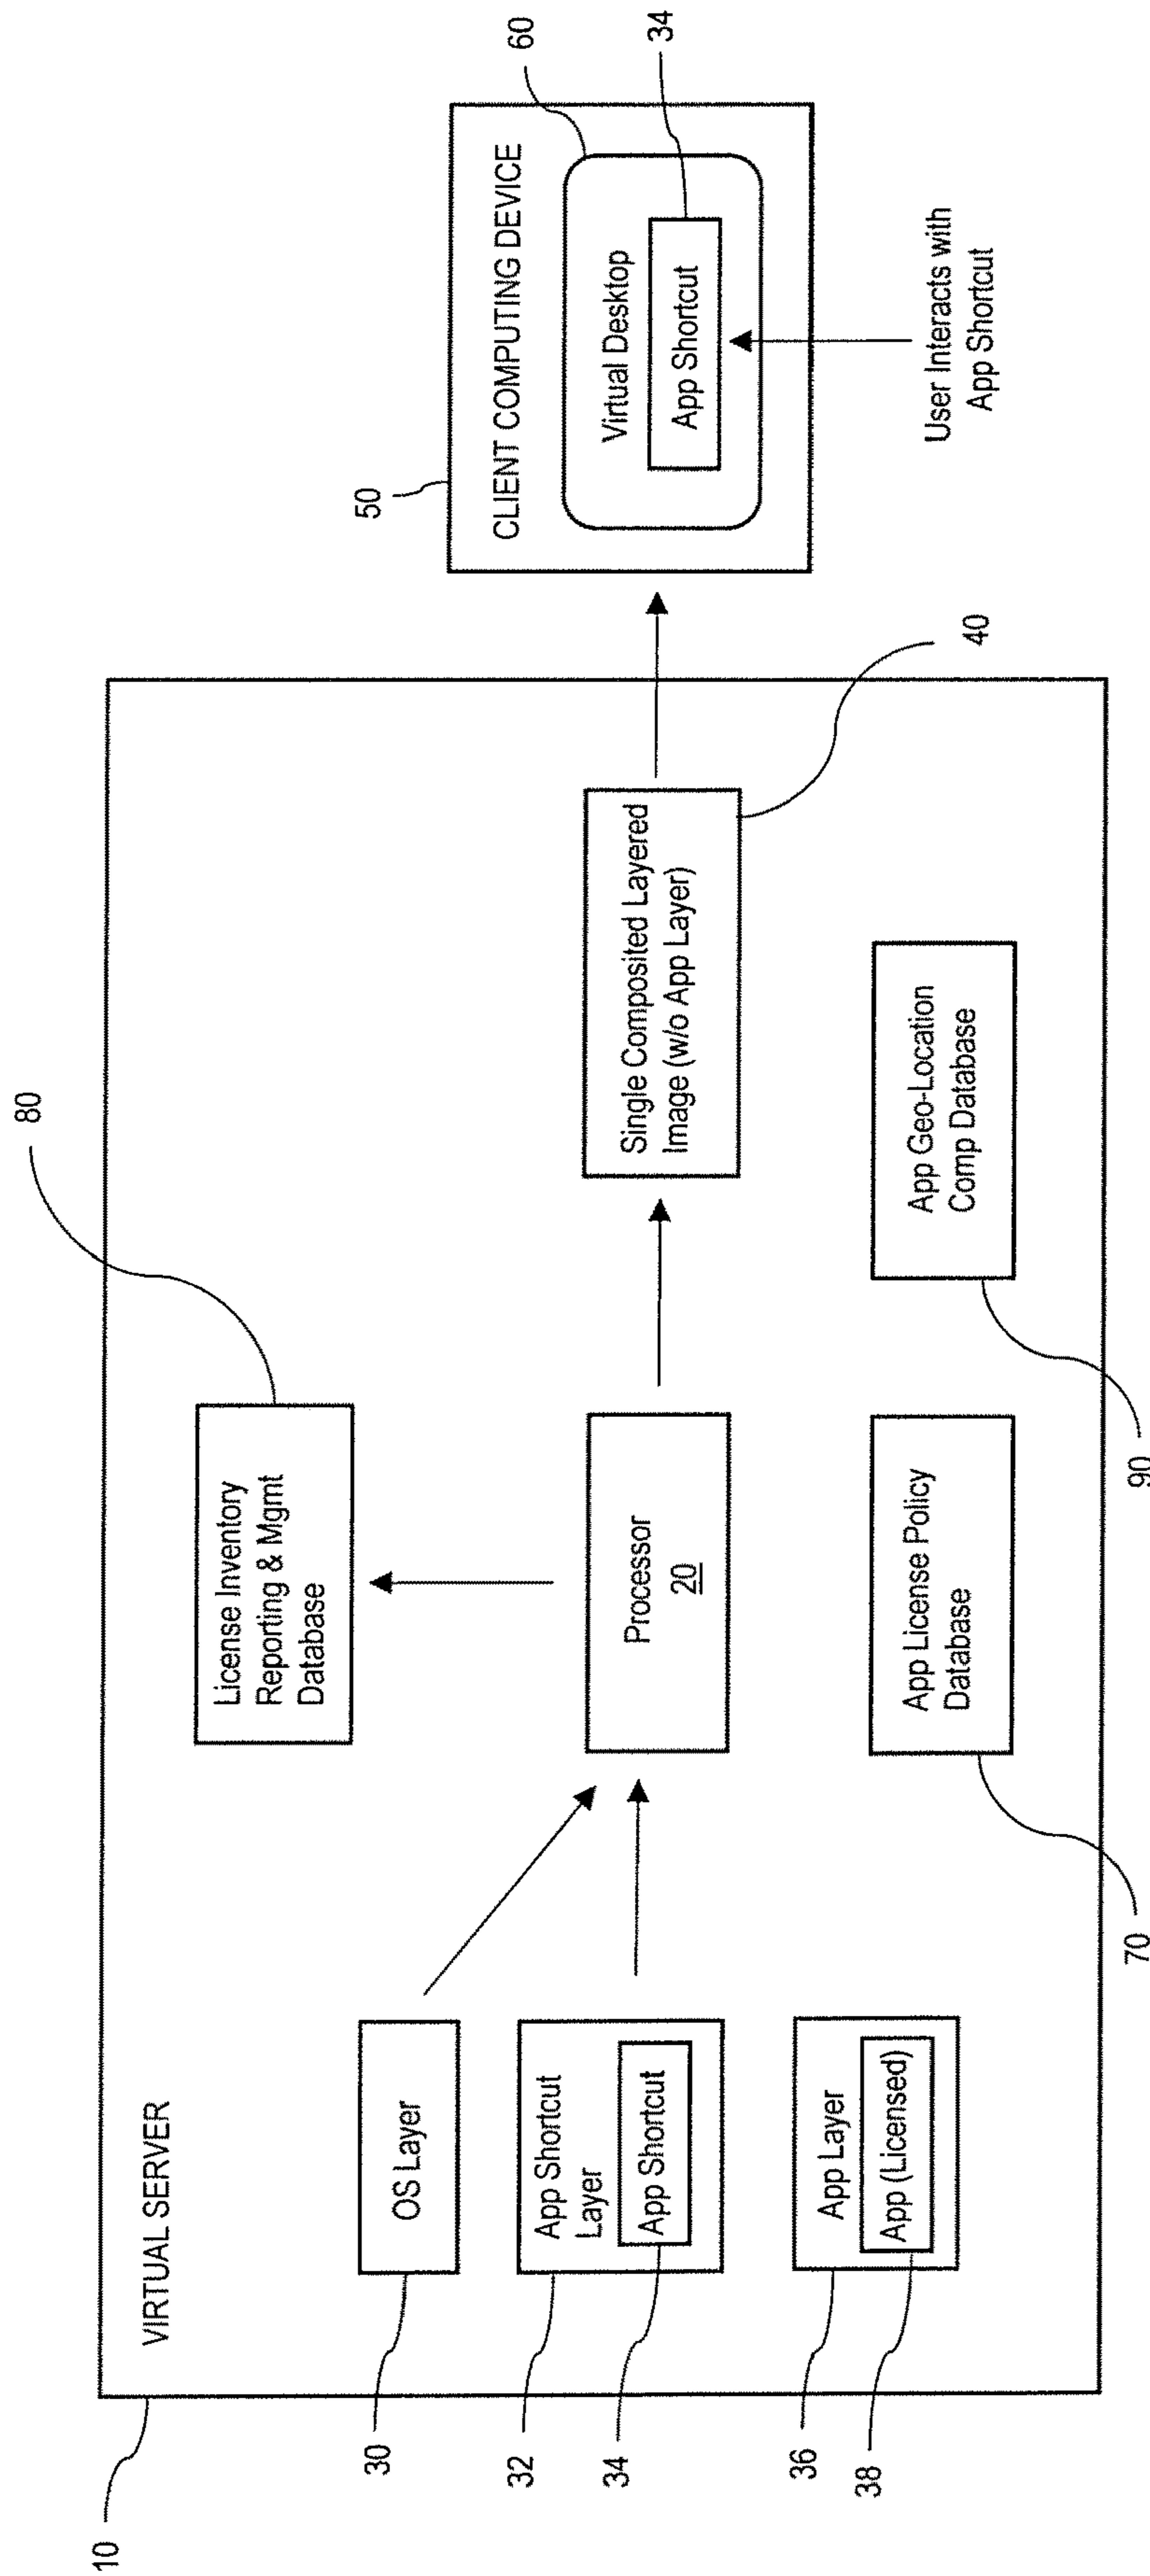 10
VIRTUAL SERVER
30
OS Layer
32
App Shortcut
Layer
34
App Shortcut
36
App Layer
38
App (Licensed)
80
License Inventory
Reporting & Mgmt
Database
Processor
20
70
App License Policy
Database
Single Composited Layered
Image (w/o App Layer)
40
90
App Geo-Location
Comp Database
50
CLIENT COMPUTING DEVICE
60
Virtual Desktop
34
App Shortcut
User Interacts with
App Shortcut